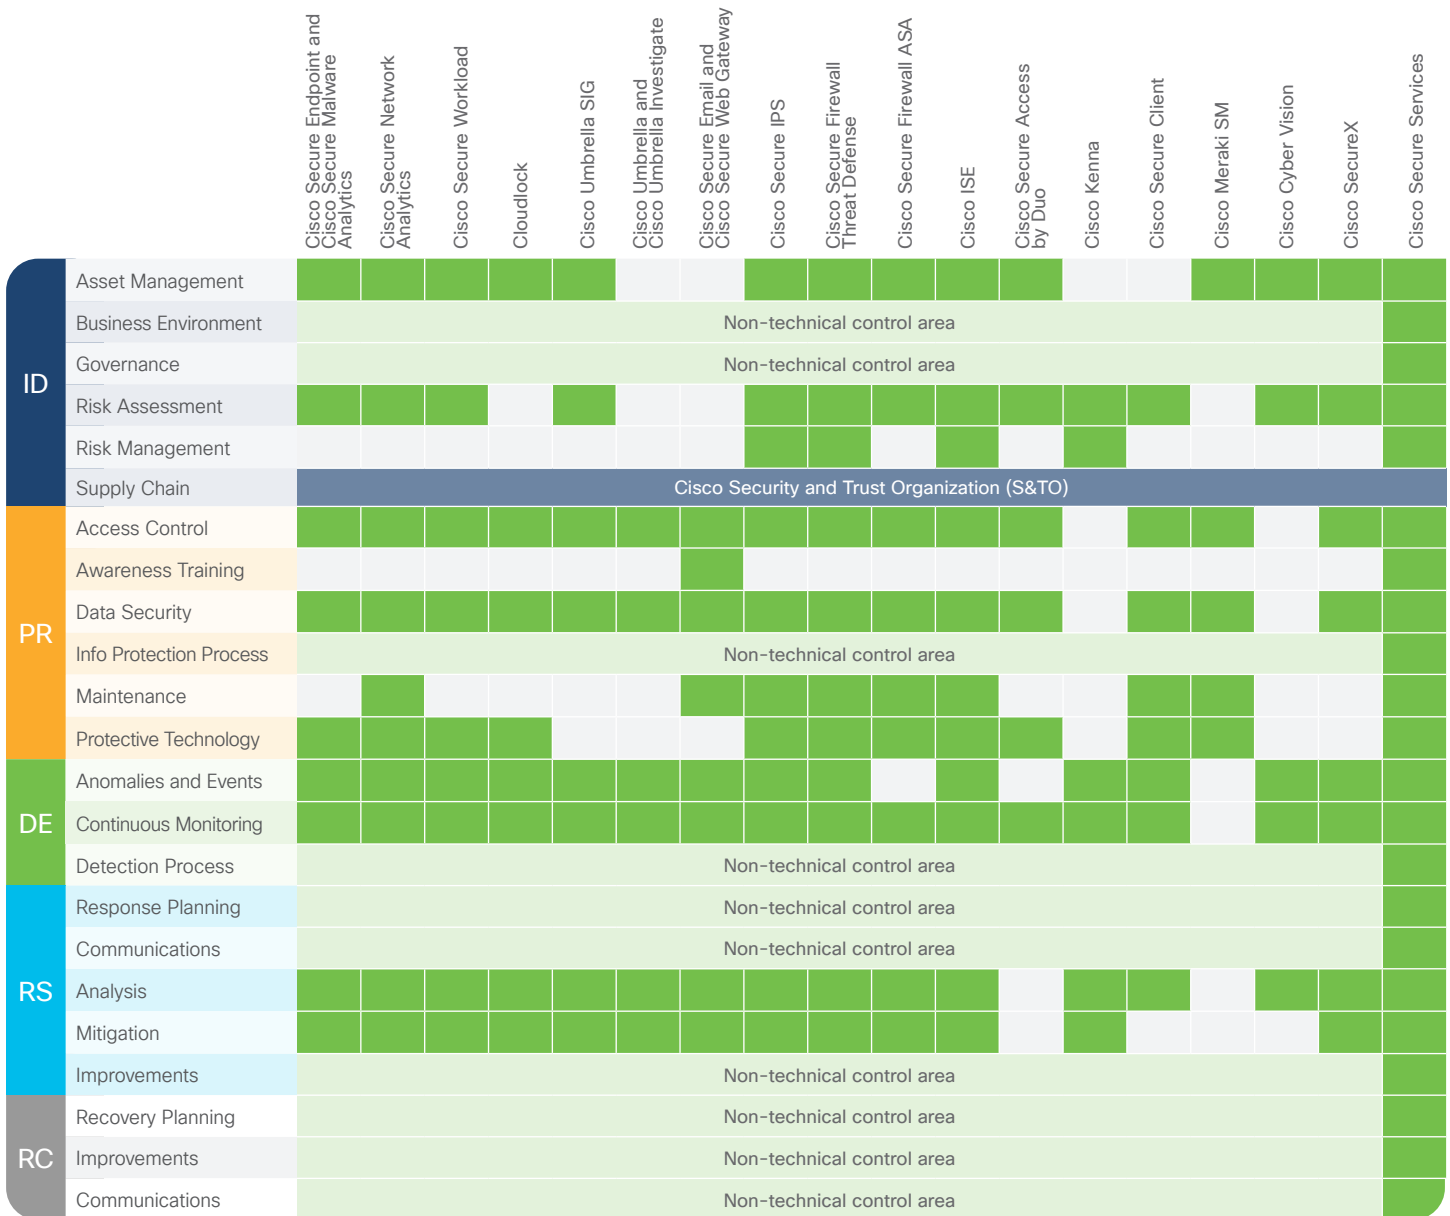 Cisco Secure Endpoint and
Cisco Secure Malware
Analytics
Cisco Secure Network
Analytics
Cisco Secure Workload
Cloudlock
Cisco Umbrella SIG
Cisco Umbrella and
Cisco Umbrella Investigate
Cisco Secure Email and
Cisco Secure Web Gateway
Cisco Secure IPS
Cisco Secure Firewall
Threat Defense
Cisco Secure Firewall ASA
Cisco ISE
Cisco Secure Access
by Duo
Cisco Kenna
Cisco Secure Client
Cisco Meraki SM
Cisco Cyber Vision
Cisco SecureX
Cisco Secure Services
ID
Asset Management
Business Environment
Non-technical control area
Governance
Non-technical control area
Risk Assessment
Risk Management
Supply Chain
Cisco Security and Trust Organization (S&TO)
PR
Access Control
Awareness Training
Data Security
Info Protection Process
Non-technical control area
Maintenance
Protective Technology
DE
Anomalies and Events
Continuous Monitoring
Detection Process
Non-technical control area
RS
Response Planning
Non-technical control area
Communications
Non-technical control area
Analysis
Mitigation
Improvements
Non-technical control area
RC
Recovery Planning
Non-technical control area
Improvements
Non-technical control area
Communications
Non-technical control area